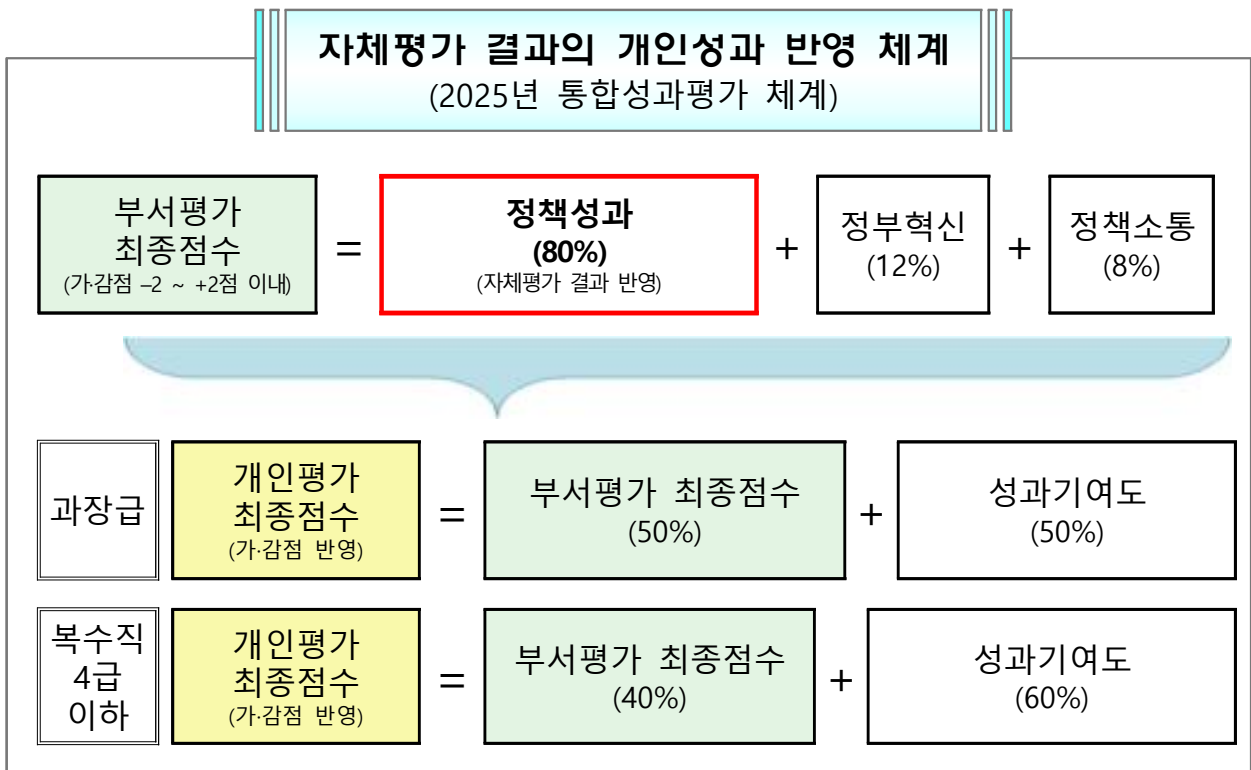 자체평가 결과의 개인성과 반영 체계
(2025년 통합성과평가 체계)
부서평가
최종점수
(가·감점 –2 ~ +2점 이내)
=
정책성과
(80%)
(자체평가 결과 반영)
+
정부혁신
(12%)
+
정책소통
(8%)
과장급
개인평가
최종점수
(가·감점 반영)
=
부서평가 최종점수
(50%)
+
성과기여도
(50%)
복수직
4급
이하
개인평가
최종점수
(가·감점 반영)
=
부서평가 최종점수
(40%)
+
성과기여도
(60%)